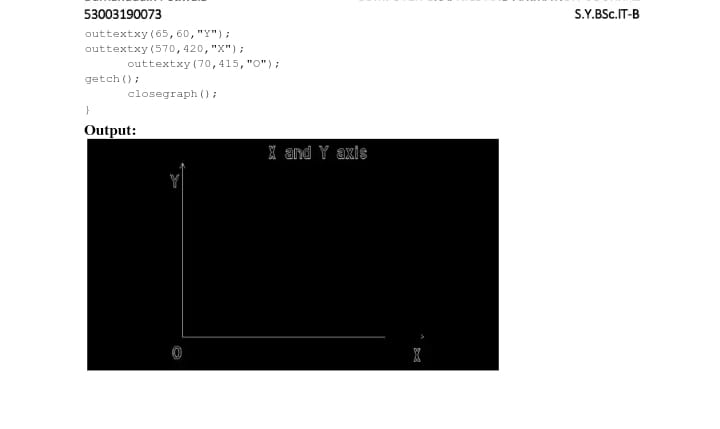 53003190073 S.Y.BSc.IT-B
outtextxy(65,60,"Y");
outtextxy(570,420,"X");
outtextxy(70,415,"O");
getch();
closegraph();
}
Output:
X and Y axis
Y
O
X